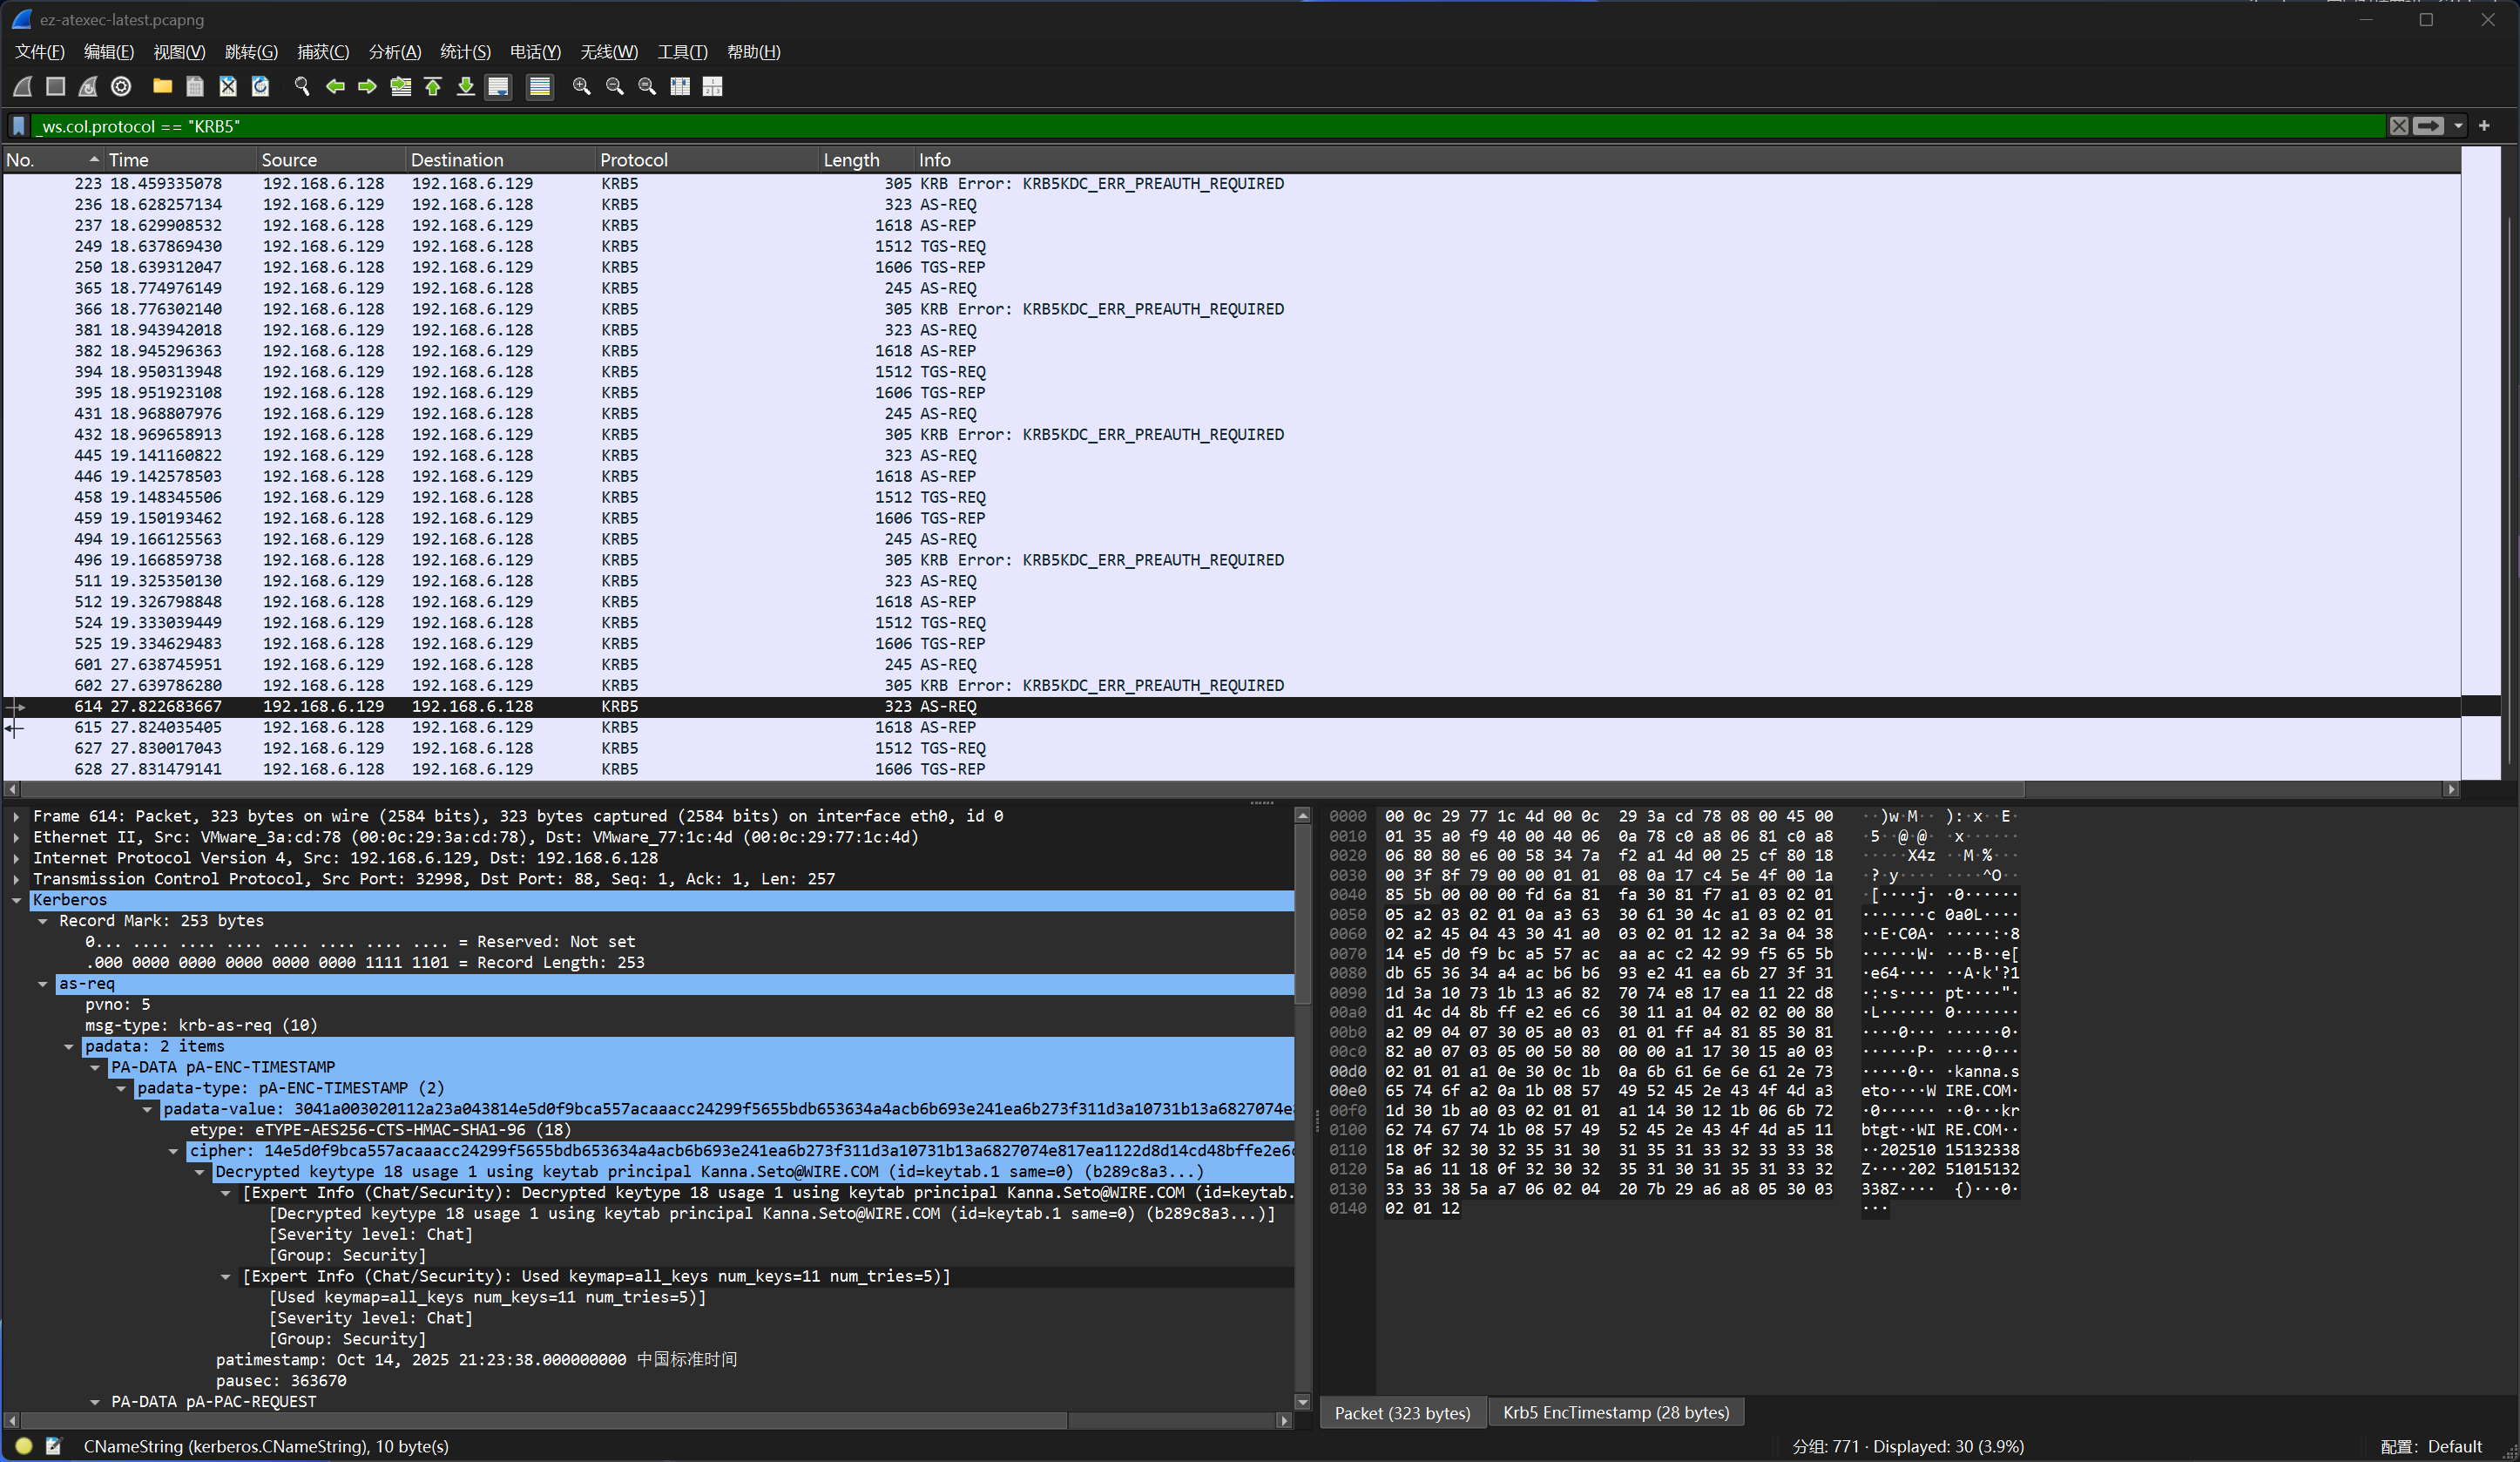 ez-atexec-latest.pcapng
文件(F) 编辑(E) 视图(V) 跳转(G) 捕获(C) 分析(A) 统计(S) 电话(Y) 无线(W) 工具(T) 帮助(H)
_ws.col.protocol == "KRB5"
No. Time Source Destination Protocol Length Info
223 18.459335078 192.168.6.128 192.168.6.129 KRB5 305 KRB Error: KRB5KDC_ERR_PREAUTH_REQUIRED
236 18.628257134 192.168.6.129 192.168.6.128 KRB5 323 AS-REQ
237 18.629908532 192.168.6.128 192.168.6.129 KRB5 1618 AS-REP
249 18.637869430 192.168.6.129 192.168.6.128 KRB5 1512 TGS-REQ
250 18.639312047 192.168.6.128 192.168.6.129 KRB5 1606 TGS-REP
365 18.774976149 192.168.6.129 192.168.6.128 KRB5 245 AS-REQ
366 18.776302140 192.168.6.128 192.168.6.129 KRB5 305 KRB Error: KRB5KDC_ERR_PREAUTH_REQUIRED
381 18.943942018 192.168.6.129 192.168.6.128 KRB5 323 AS-REQ
382 18.945296363 192.168.6.128 192.168.6.129 KRB5 1618 AS-REP
394 18.950313948 192.168.6.129 192.168.6.128 KRB5 1512 TGS-REQ
395 18.951923108 192.168.6.128 192.168.6.129 KRB5 1606 TGS-REP
431 18.968807976 192.168.6.129 192.168.6.128 KRB5 245 AS-REQ
432 18.969658913 192.168.6.128 192.168.6.129 KRB5 305 KRB Error: KRB5KDC_ERR_PREAUTH_REQUIRED
445 19.141160822 192.168.6.129 192.168.6.128 KRB5 323 AS-REQ
446 19.142578503 192.168.6.128 192.168.6.129 KRB5 1618 AS-REP
458 19.148345506 192.168.6.129 192.168.6.128 KRB5 1512 TGS-REQ
459 19.150193462 192.168.6.128 192.168.6.129 KRB5 1606 TGS-REP
494 19.166125563 192.168.6.129 192.168.6.128 KRB5 245 AS-REQ
496 19.166859738 192.168.6.128 192.168.6.129 KRB5 305 KRB Error: KRB5KDC_ERR_PREAUTH_REQUIRED
511 19.325350130 192.168.6.129 192.168.6.128 KRB5 323 AS-REQ
512 19.326798848 192.168.6.128 192.168.6.129 KRB5 1618 AS-REP
524 19.333039449 192.168.6.129 192.168.6.128 KRB5 1512 TGS-REQ
525 19.334629483 192.168.6.128 192.168.6.129 KRB5 1606 TGS-REP
601 27.638745951 192.168.6.129 192.168.6.128 KRB5 245 AS-REQ
602 27.639786280 192.168.6.128 192.168.6.129 KRB5 305 KRB Error: KRB5KDC_ERR_PREAUTH_REQUIRED
614 27.822683667 192.168.6.129 192.168.6.128 KRB5 323 AS-REQ
615 27.824035405 192.168.6.128 192.168.6.129 KRB5 1618 AS-REP
627 27.830017043 192.168.6.129 192.168.6.128 KRB5 1512 TGS-REQ
628 27.831479141 192.168.6.128 192.168.6.129 KRB5 1606 TGS-REP
Frame 614: Packet, 323 bytes on wire (2584 bits), 323 bytes captured (2584 bits) on interface eth0, id 0
Ethernet II, Src: VMware_3a:cd:78 (00:0c:29:3a:cd:78), Dst: VMware_77:1c:4d (00:0c:29:77:1c:4d)
Internet Protocol Version 4, Src: 192.168.6.129, Dst: 192.168.6.128
Transmission Control Protocol, Src Port: 32998, Dst Port: 88, Seq: 1, Ack: 1, Len: 257
Kerberos
Record Mark: 253 bytes
0... .... .... .... .... .... .... .... = Reserved: Not set
.000 0000 0000 0000 0000 0000 1111 1101 = Record Length: 253
as-req
pvno: 5
msg-type: krb-as-req (10)
padata: 2 items
PA-DATA pA-ENC-TIMESTAMP
padata-type: pA-ENC-TIMESTAMP (2)
padata-value: 3041a003020112a23a043814e5d0f9bca557acaaacc24299f5655bdb653634a4acb6b693e241ea6b273f311d3a10731b13a6827074e8
etype: eTYPE-AES256-CTS-HMAC-SHA1-96 (18)
cipher: 14e5d0f9bca557acaaacc24299f5655bdb653634a4acb6b693e241ea6b273f311d3a10731b13a6827074e817ea1122d8d14cd48bffe2e6c
Decrypted keytype 18 usage 1 using keytab principal Kanna.Seto@WIRE.COM (id=keytab.1 same=0) (b289c8a3...)
[Expert Info (Chat/Security): Decrypted keytype 18 usage 1 using keytab principal Kanna.Seto@WIRE.COM (id=keytab.
[Decrypted keytype 18 usage 1 using keytab principal Kanna.Seto@WIRE.COM (id=keytab.1 same=0) (b289c8a3...)]
[Severity level: Chat]
[Group: Security]
[Expert Info (Chat/Security): Used keymap=all_keys num_keys=11 num_tries=5)]
[Used keymap=all_keys num_keys=11 num_tries=5)]
[Severity level: Chat]
[Group: Security]
patimestamp: Oct 14, 2025 21:23:38.000000000 中国标准时间
pausec: 363670
PA-DATA pA-PAC-REQUEST
0000 00 0c 29 77 1c 4d 00 0c 29 3a cd 78 08 00 45 00 ··)w·M·· ):·x··E·
0010 01 35 a0 f9 40 00 40 06 0a 78 c0 a8 06 81 c0 a8 ·5··@·@· ·x······
0020 06 80 80 e6 00 58 34 7a f2 a1 4d 00 25 cf 80 18 ·····X4z ··M·%···
0030 00 3f 8f 79 00 00 01 01 08 0a 17 c4 5e 4f 00 1a ·?·y···· ····^O··
0040 85 5b 00 00 00 fd 6a 81 fa 30 81 f7 a1 03 02 01 ·[····j· ·0······
0050 05 a2 03 02 01 0a a3 63 30 61 30 4c a1 03 02 01 ·······c 0a0L····
0060 02 a2 45 04 43 30 41 a0 03 02 01 12 a2 3a 04 38 ··E·C0A· ·····:·8
0070 14 e5 d0 f9 bc a5 57 ac aa ac c2 42 99 f5 65 5b ······W· ···B··e[
0080 db 65 36 34 a4 ac b6 b6 93 e2 41 ea 6b 27 3f 31 ·e64···· ··A·k'?1
0090 1d 3a 10 73 1b 13 a6 82 70 74 e8 17 ea 11 22 d8 ·:·s···· pt····"·
00a0 d1 4c d4 8b ff e2 e6 c6 30 11 a1 04 02 02 00 80 ·L······ 0·······
00b0 a2 09 04 07 30 05 a0 03 01 01 ff a4 81 85 30 81 ····0··· ······0·
00c0 82 a0 07 03 05 00 50 80 00 00 a1 17 30 15 a0 03 ······P· ····0···
00d0 02 01 01 a1 0e 30 0c 1b 0a 6b 61 6e 6e 61 2e 73 ·····0·· ·kanna.s
00e0 65 74 6f a2 0a 1b 08 57 49 52 45 2e 43 4f 4d a3 eto····W IRE.COM·
00f0 1d 30 1b a0 03 02 01 01 a1 14 30 12 1b 06 6b 72 ·0······ ··0···kr
0100 62 74 67 74 1b 08 57 49 52 45 2e 43 4f 4d a5 11 btgt··WI RE.COM··
0110 18 0f 32 30 32 35 31 30 31 35 31 33 32 33 33 38 ··202510 15132338
0120 5a a6 11 18 0f 32 30 32 35 31 30 31 35 31 33 32 Z····202 51015132
0130 33 33 38 5a a7 06 02 04 20 7b 29 a6 a8 05 30 03 338Z····  {)···0·
0140 02 01 12 ···
Packet (323 bytes) Krb5 EncTimestamp (28 bytes)
CNameString (kerberos.CNameString), 10 byte(s) 分组: 771 · Displayed: 30 (3.9%) 配置: Default